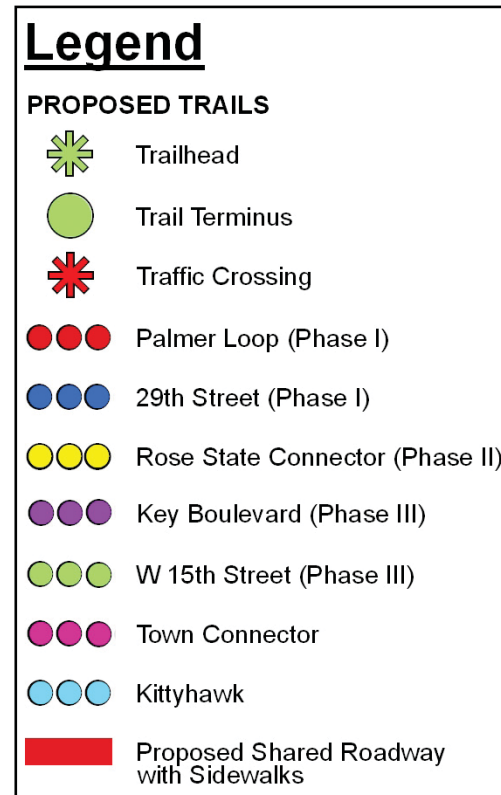 Legend
PROPOSED TRAILS
Trailhead
Trail Terminus
Traffic Crossing
Palmer Loop (Phase I)
29th Street (Phase I)
Rose State Connector (Phase II)
Key Boulevard (Phase III)
W 15th Street (Phase III)
Town Connector
Kittyhawk
Proposed Shared Roadway
with Sidewalks